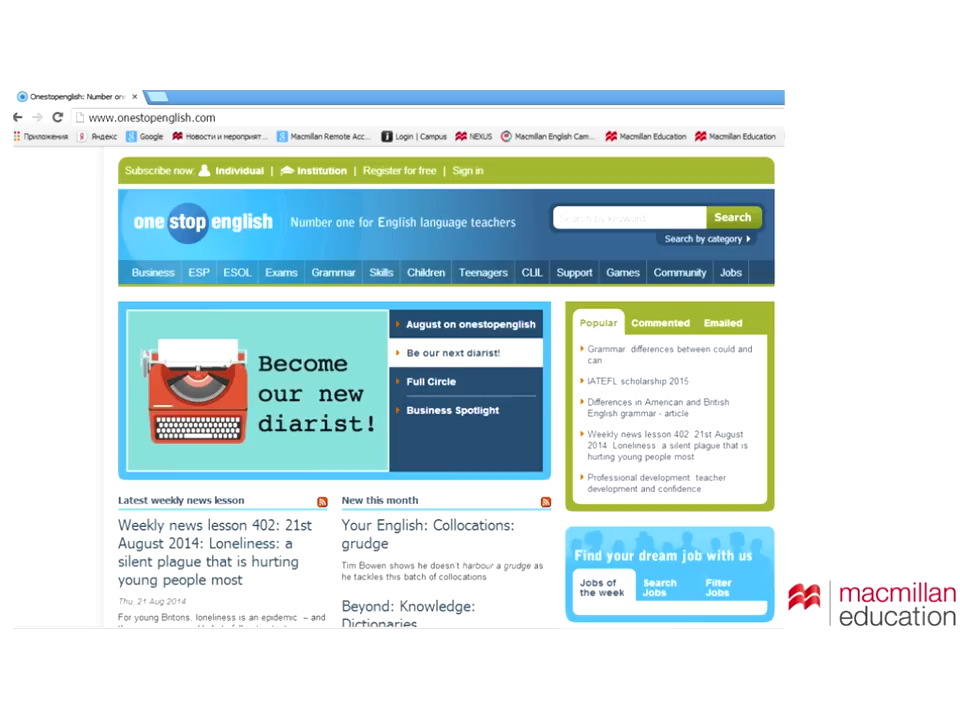 Onestopenglish: Number on
www.onestopenglish.com
Приложения Яндекс Google Новости и мероприят... Macmillan Remote Acc... Login | Campus NEXUS Macmillan English Cam... Macmillan Education Macmillan Education
Subscribe now: Individual | Institution | Register for free | Sign in
one stop english
Number one for English language teachers
Search by keyword
Search
Search by category
Business ESP ESOL Exams Grammar Skills Children Teenagers CLIL Support Games Community Jobs
Become
our new
diarist!
August on onestopenglish
Be our next diarist!
Full Circle
Business Spotlight
Popular Commented Emailed
Grammar differences between could and
can
IATEFL scholarship 2015
Differences in American and British
English grammar - article
Weekly news lesson 402 21st August
2014 Loneliness a silent plague that is
hurting young people most
Professional development teacher
development and confidence
Latest weekly news lesson
Weekly news lesson 402: 21st
August 2014: Loneliness: a
silent plague that is hurting
young people most
Thu, 21 Aug 2014
For young Britons, loneliness is an epidemic – and
New this month
Your English: Collocations:
grudge
Tim Bowen shows he doesn't harbour a grudge as
he tackles this batch of collocations
Beyond: Knowledge:
Dictionaries
Find your dream job with us
Jobs of
the week
Search
Jobs
Filter
Jobs
macmillan
education